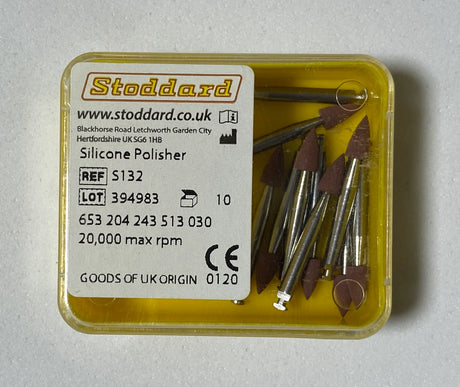 Stoddard
www.stoddard.co.uk
Blackhorse Road Letchworth Garden City
Hertfordshire UK SG6 1HB
Silicone Polisher
REF S132
LOT 394983 10
653 204 243 513 030
20,000 max rpm
CE
GOODS OF UK ORIGIN 0120